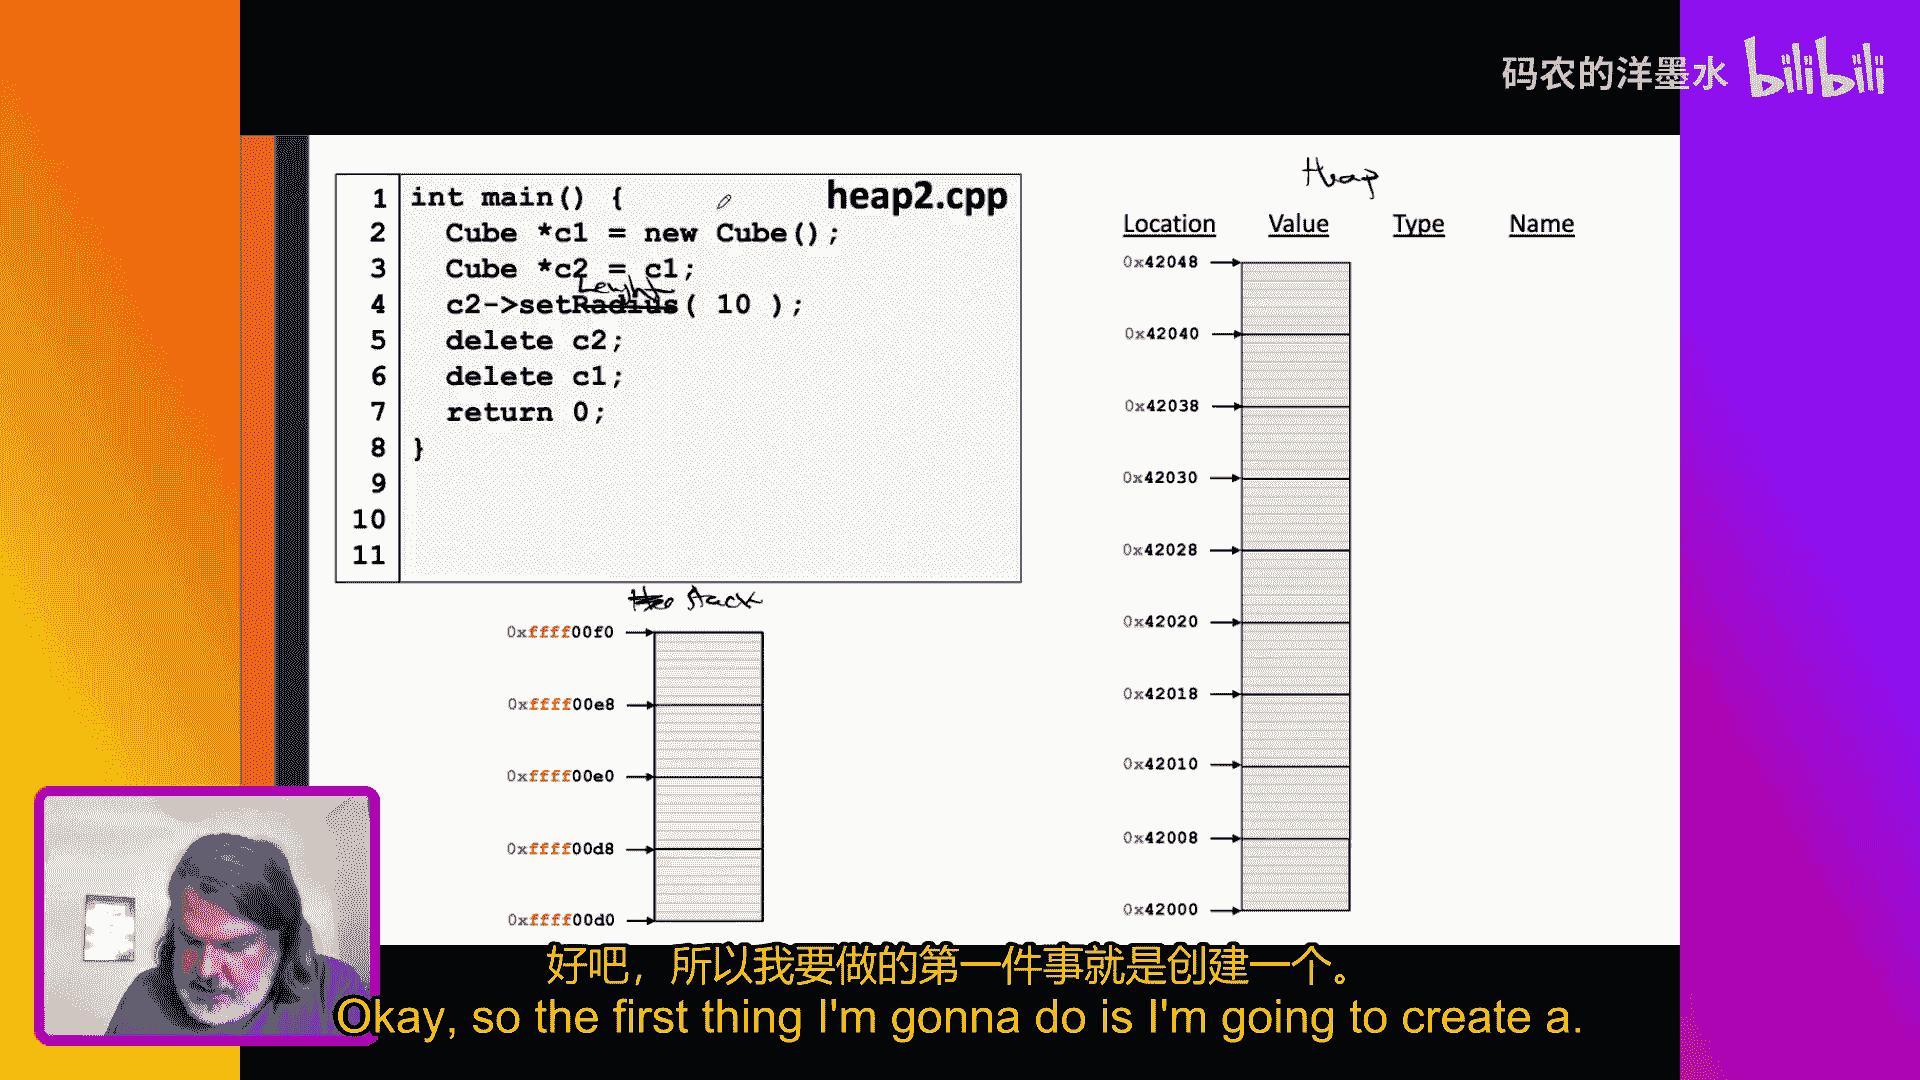 码农的洋墨水 bilibili
heap2.cpp
1 int main() {
2 Cube *c1 = new Cube();
3 Cube *c2 = c1;
Lenght
4 c2->setRadius( 10 );
5 delete c2;
6 delete c1;
7 return 0;
8 }
9
10
11
Stack
0xffff00f0
0xffff00e8
0xffff00e0
0xffff00d8
0xffff00d0
Heap
Location Value Type Name
0x42048
0x42040
0x42038
0x42030
0x42028
0x42020
0x42018
0x42010
0x42008
0x42000
好吧，所以我要做的第一件事就是创建一个。
Okay, so the first thing I'm gonna do is I'm going to create a.